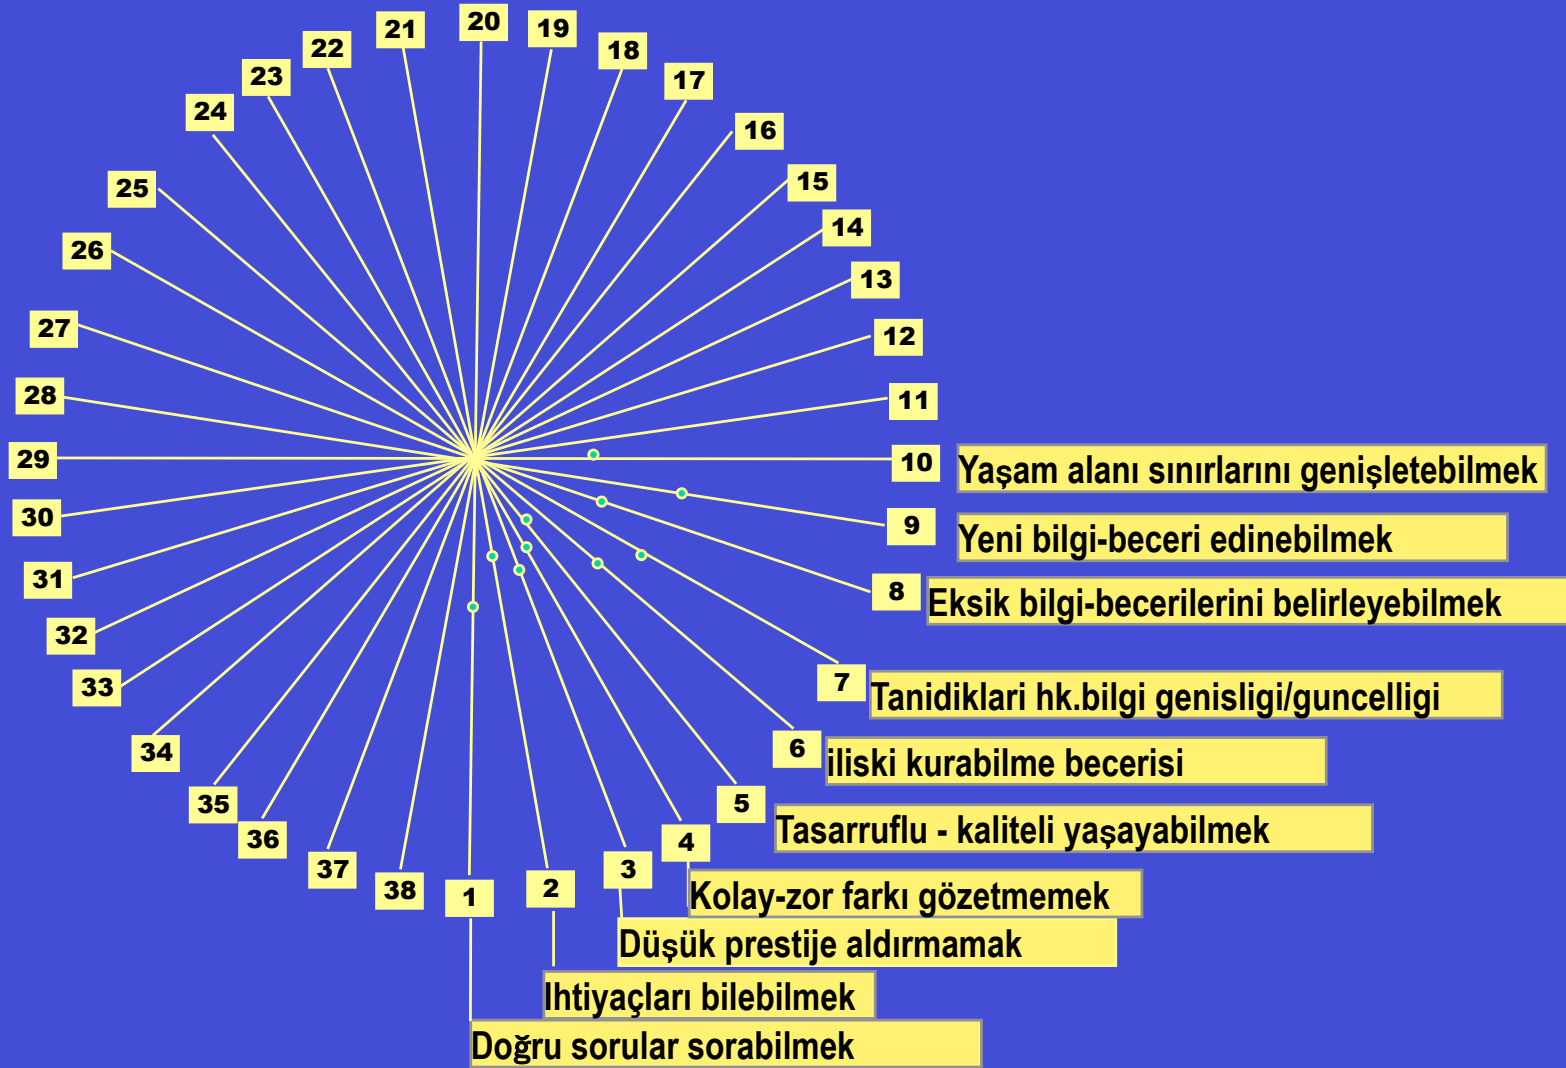 20
21
19
22
18
23
17
24
16
15
25
14
26
13
27
12
28
11
29
10 Yaşam alanı sınırlarını genişletebilmek
30
9 Yeni bilgi-beceri edinebilmek
31
8 Eksik bilgi-becerilerini belirleyebilmek
32
33
7 Tanidiklari hk.bilgi genisligi/guncelligi
34
6 iliski kurabilme becerisi
35
5 Tasarruflu - kaliteli yaşayabilmek
36
4 Kolay-zor farkı gözetmemek
37
3 Düşük prestije aldırmamak
38
2 Ihtiyaçları bilebilmek
1 Doğru sorular sorabilmek